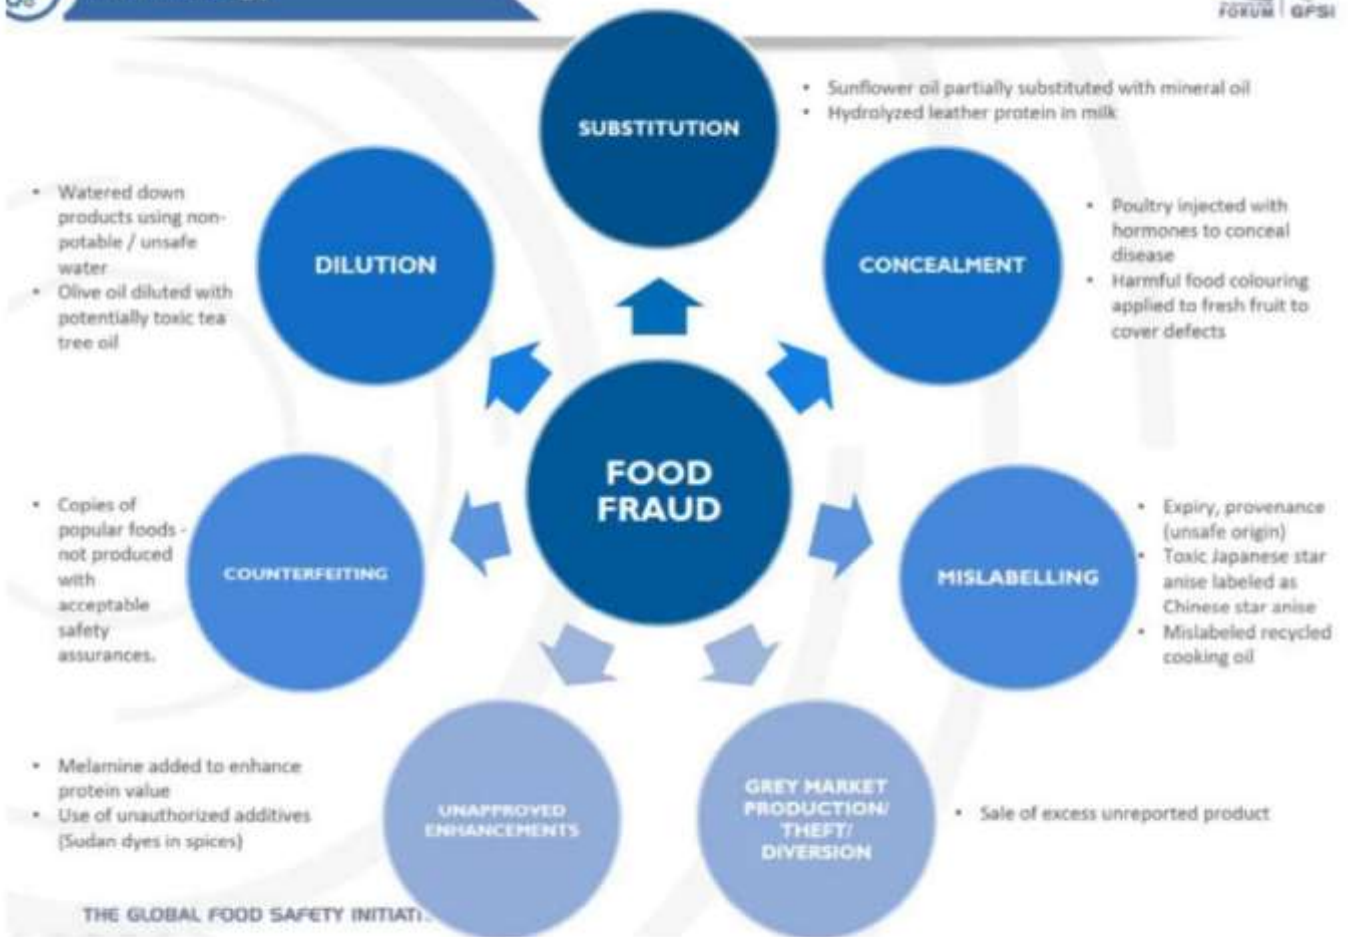 FORUM | GFSI
SUBSTITUTION
• Sunflower oil partially substituted with mineral oil
• Hydrolyzed leather protein in milk
DILUTION
• Watered down
products using non-
potable / unsafe
water
• Olive oil diluted with
potentially toxic tea
tree oil
CONCEALMENT
• Poultry injected with
hormones to conceal
disease
• Harmful food colouring
applied to fresh fruit to
cover defects
FOOD
FRAUD
COUNTERFEITING
• Copies of
popular foods -
not produced
with
acceptable
safety
assurances.
MISLABELLING
• Expiry, provenance
(unsafe origin)
• Toxic Japanese star
anise labeled as
Chinese star anise
• Mislabeled recycled
cooking oil
UNAPPROVED
ENHANCEMENTS
• Melamine added to enhance
protein value
• Use of unauthorized additives
(Sudan dyes in spices)
GREY MARKET
PRODUCTION/
THEFT/
DIVERSION
• Sale of excess unreported product
THE GLOBAL FOOD SAFETY INITIATI